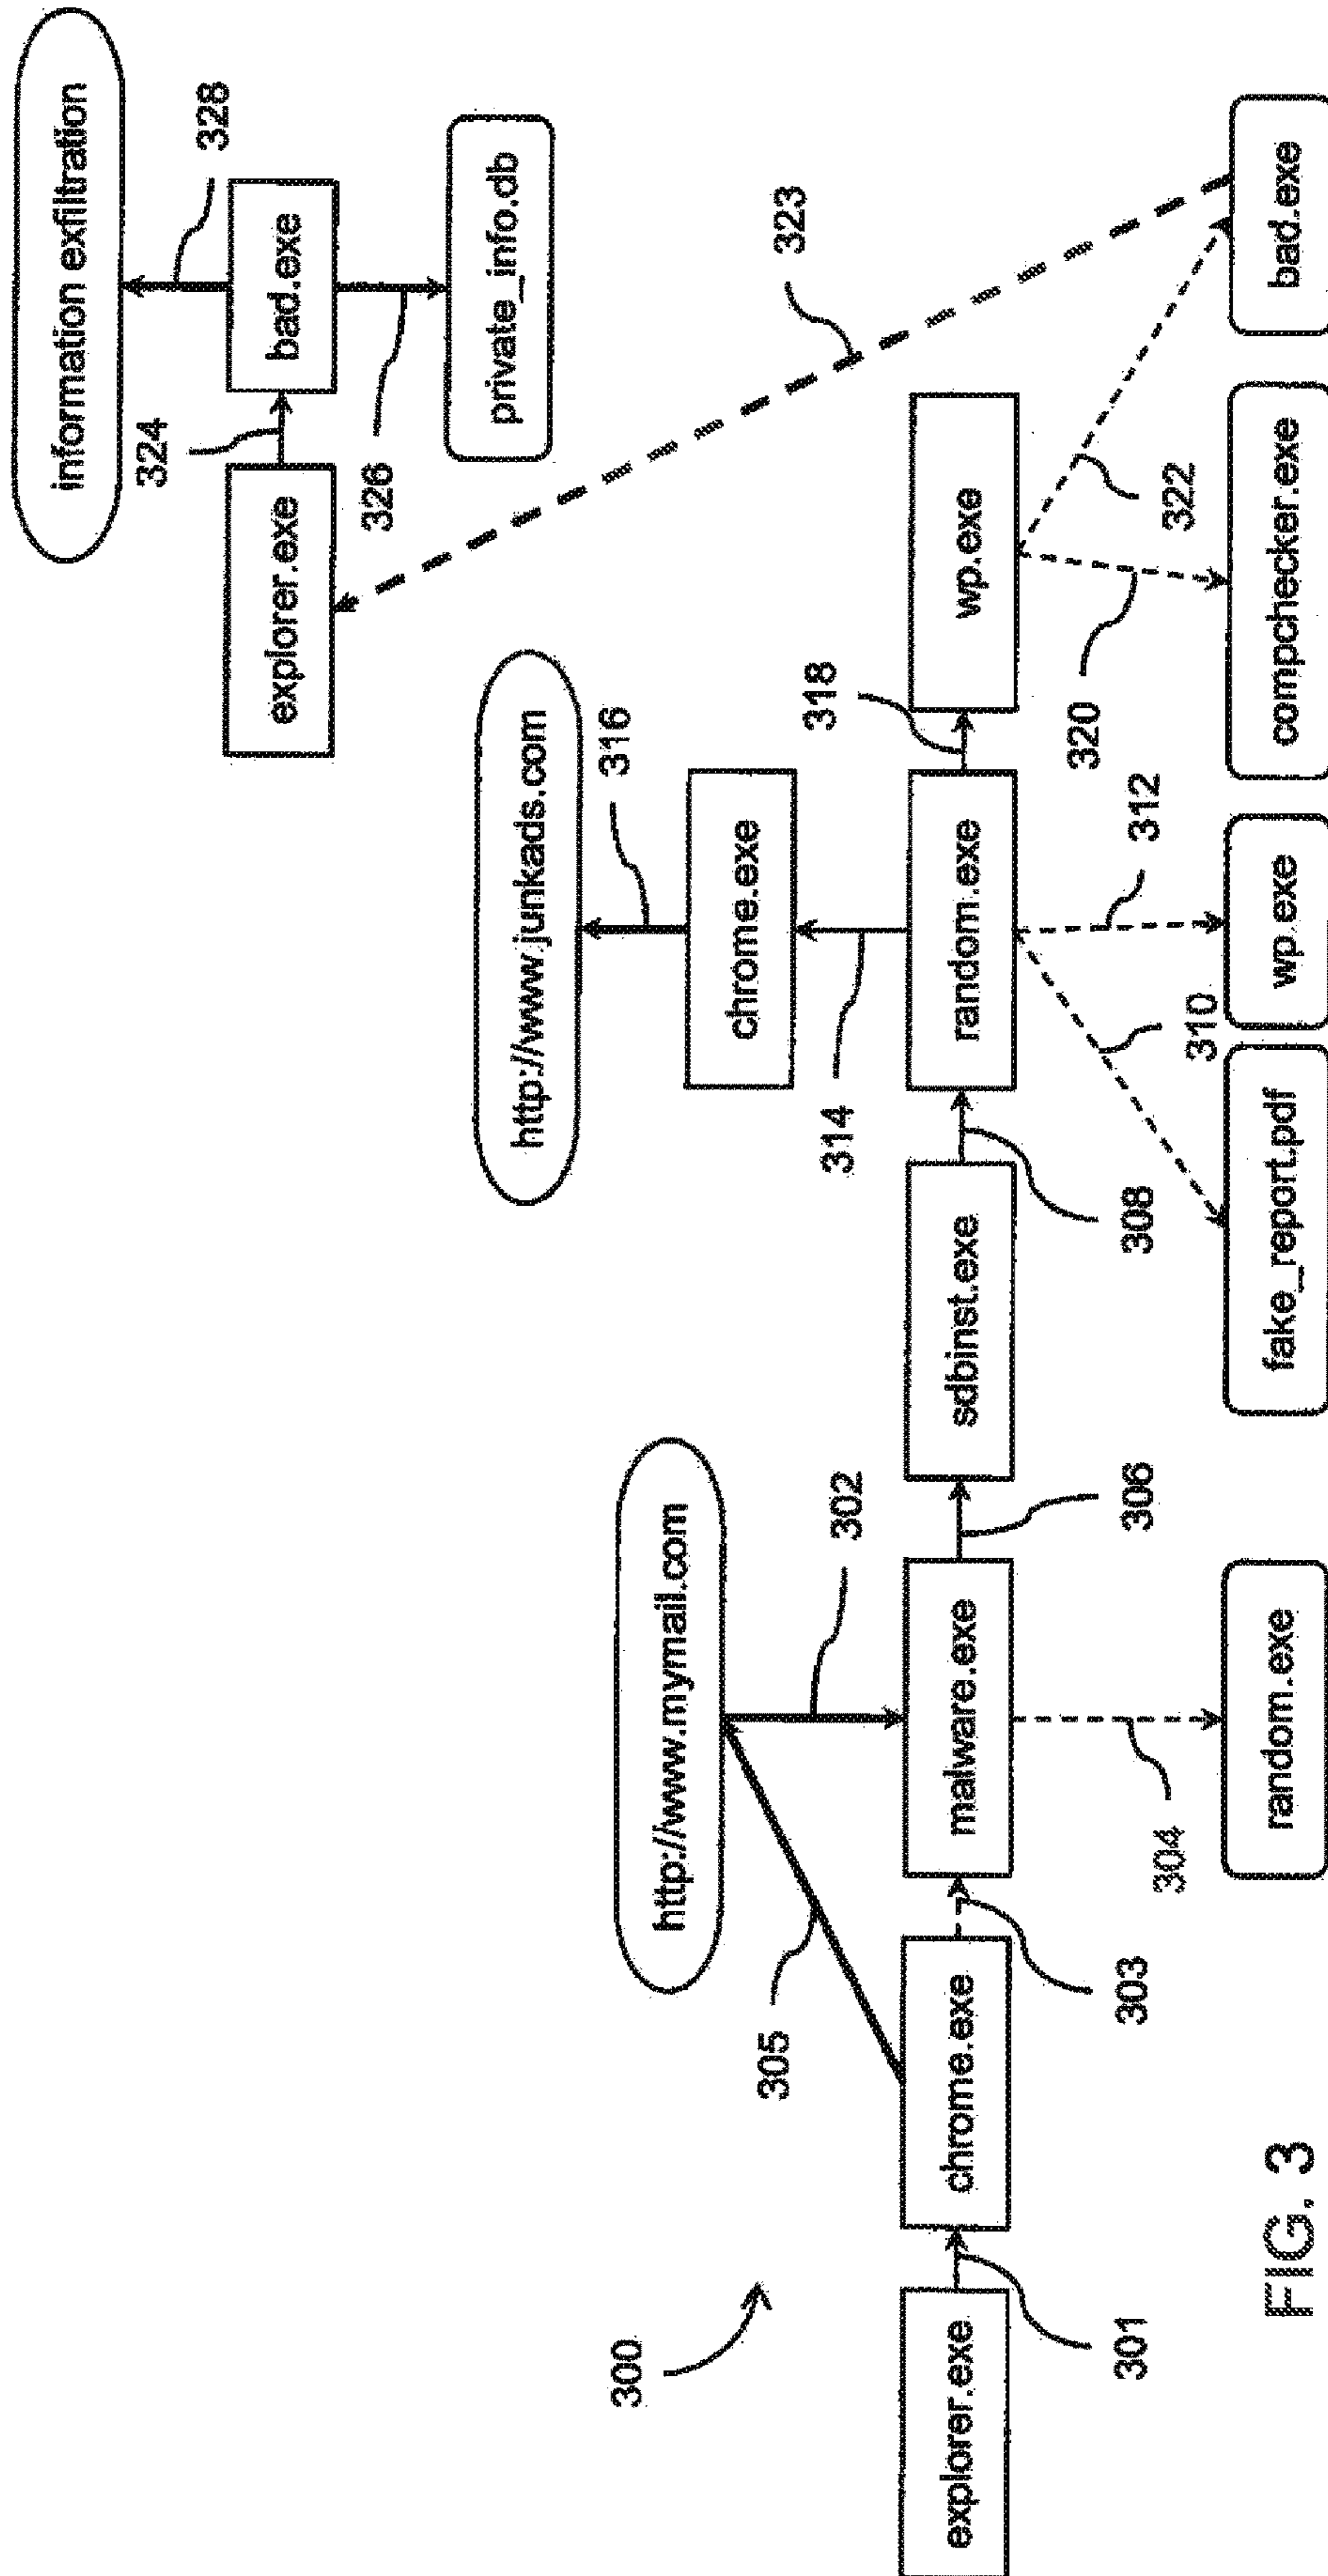 information exfiltration
328
324
explorer.exe
bad.exe
326
private_info.db
http://www.junkads.com
316
323
http://www.mymail.com
chrome.exe
300
305
302
314
318
explorer.exe
chrome.exe
malware.exe
sdbinst.exe
random.exe
wp.exe
301
303
306
308
304
310
312
320
322
random.exe
fake_report.pdf
wp.exe
compchecker.exe
bad.exe
FIG. 3